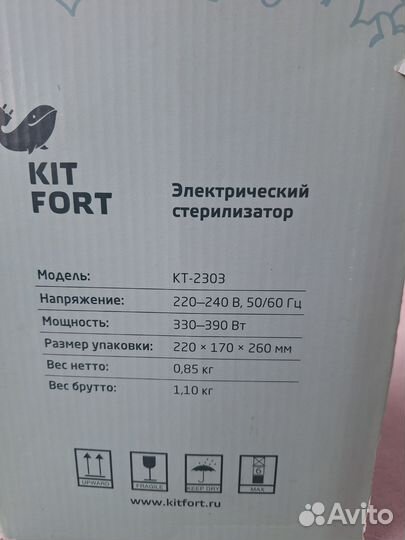 KIT
FORT
Электрический
стерилизатор
Модель: КТ-2303
Напряжение: 220–240 В, 50/60 Гц
Мощность: 330–390 Вт
Размер упаковки: 220 × 170 × 260 мм
Вес нетто: 0,85 кг
Вес брутто: 1,10 кг
6
UPWARD FRAGILE KEEP DRY MAX
www.kitfort.ru
Avito